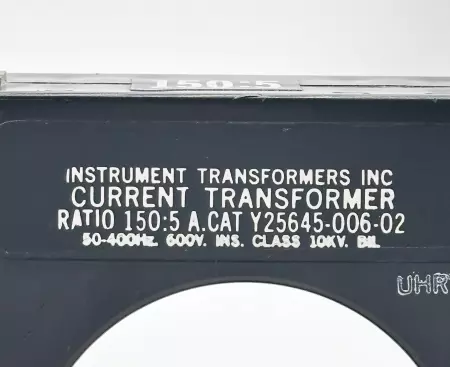 150:5
INSTRUMENT TRANSFORMERS INC
CURRENT TRANSFORMER
RATIO 150:5 A.CAT Y25645-006-02
50-400Hz. 600V. INS. CLASS 10KV. BIL